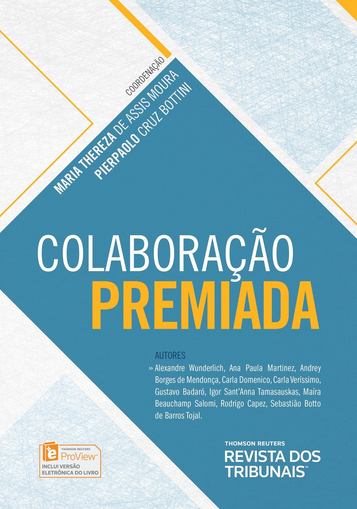 COORDENAÇÃO
MARIA THEREZA DE ASSIS MOURA
PIERPAOLO CRUZ BOTTINI
COLABORAÇÃO
PREMIADA
AUTORES
» Alexandre Wunderlich, Ana Paula Martinez, Andrey
Borges de Mendonça, Carla Domenico, Carla Veríssimo,
Gustavo Badaró, Igor Sant'Anna Tamasauskas, Maíra
Beauchamp Salomi, Rodrigo Capez, Sebastião Botto
de Barros Tojal.
THOMSON REUTERS
ProView™
INCLUI VERSÃO
ELETRÔNICA DO LIVRO
THOMSON REUTERS
REVISTA DOS
TRIBUNAIS™